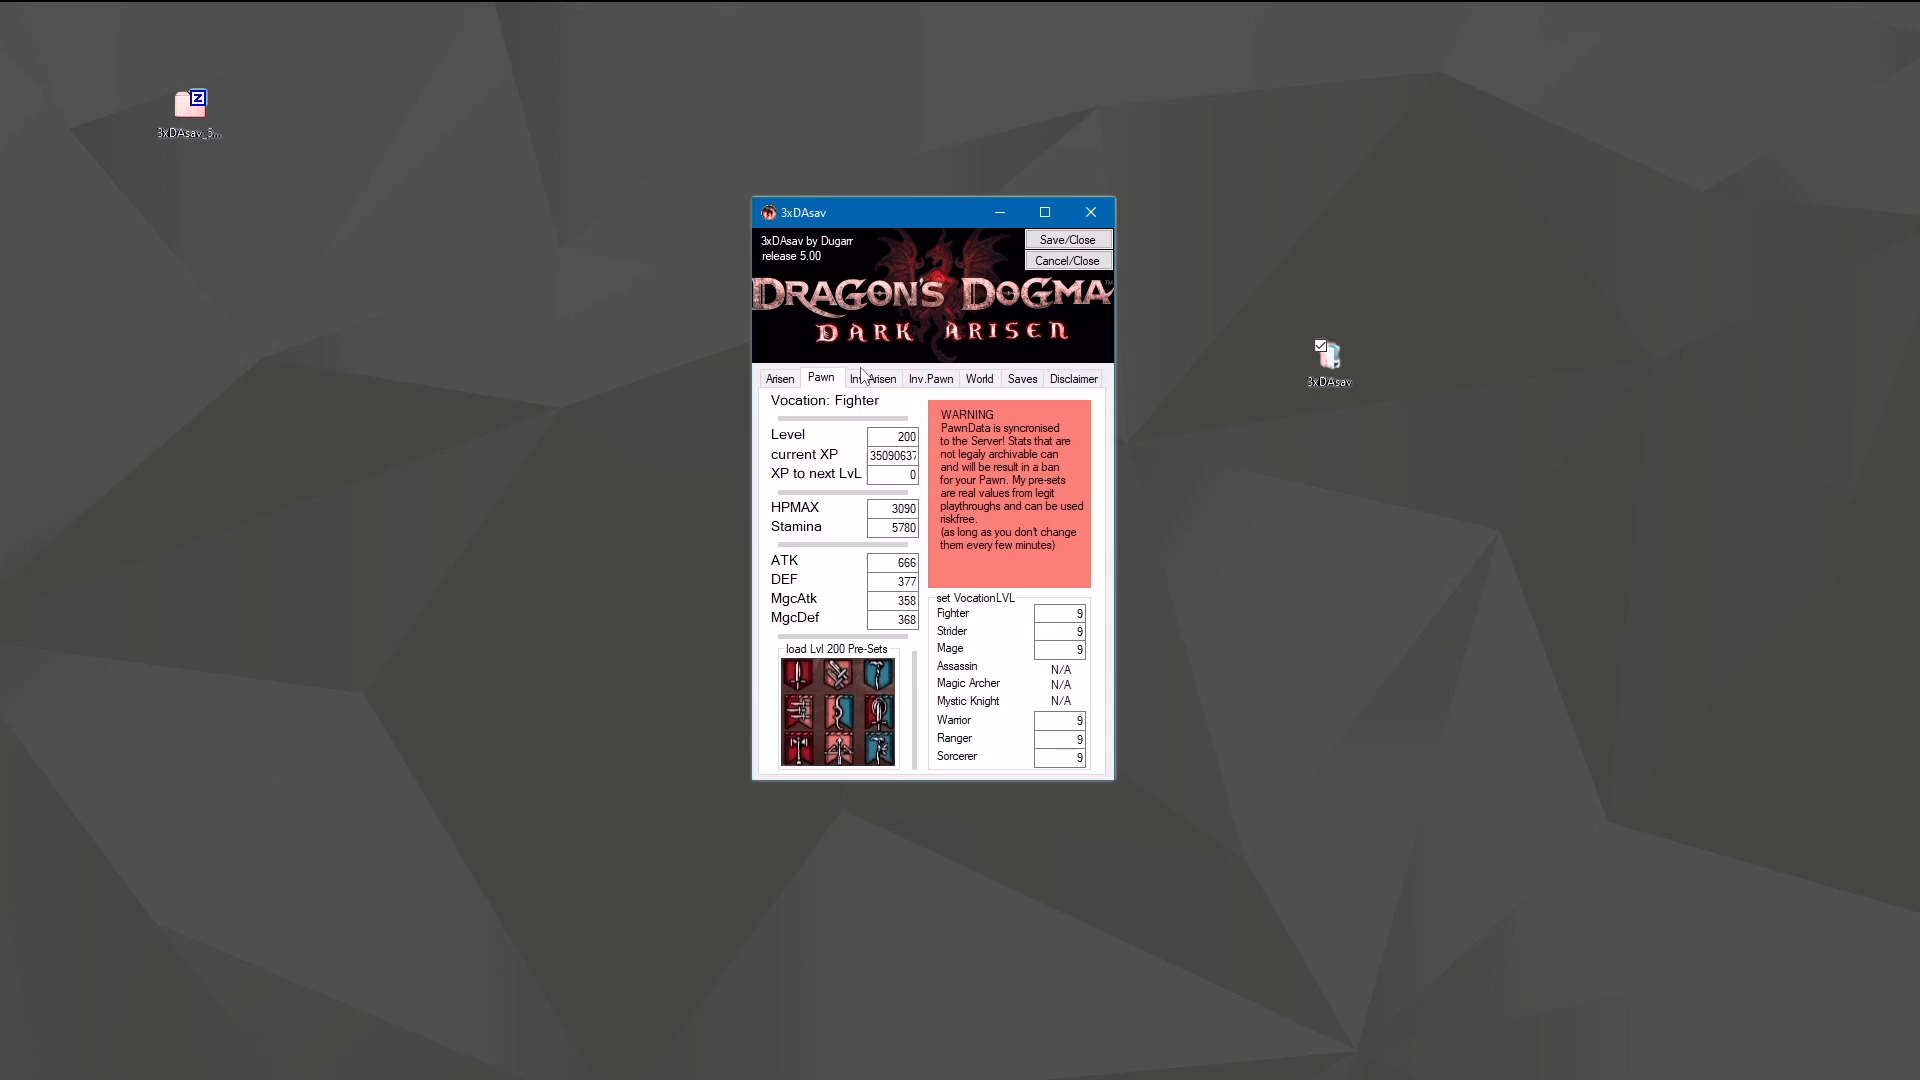 3xDAsav_5...
3xDAsav
3xDAsav by Dugarr
release 5.00
Save/Close
Cancel/Close
DRAGON'S DOGMA™
DARK ARISEN
Arisen
Pawn
Inv.Arisen
Inv.Pawn
World
Saves
Disclaimer
Vocation: Fighter
Level 200
current XP 35090637
XP to next LvL 0
HPMAX 3090
Stamina 5780
ATK 666
DEF 377
MgcAtk 358
MgcDef 368
load Lvl 200 Pre-Sets
WARNING
PawnData is syncronised
to the Server! Stats that are
not legaly archivable can
and will be result in a ban
for your Pawn. My pre-sets
are real values from legit
playthroughs and can be used
riskfree.
(as long as you don't change
them every few minutes)
set VocationLVL
Fighter 9
Strider 9
Mage 9
Assassin N/A
Magic Archer N/A
Mystic Knight N/A
Warrior 9
Ranger 9
Sorcerer 9
3xDAsav